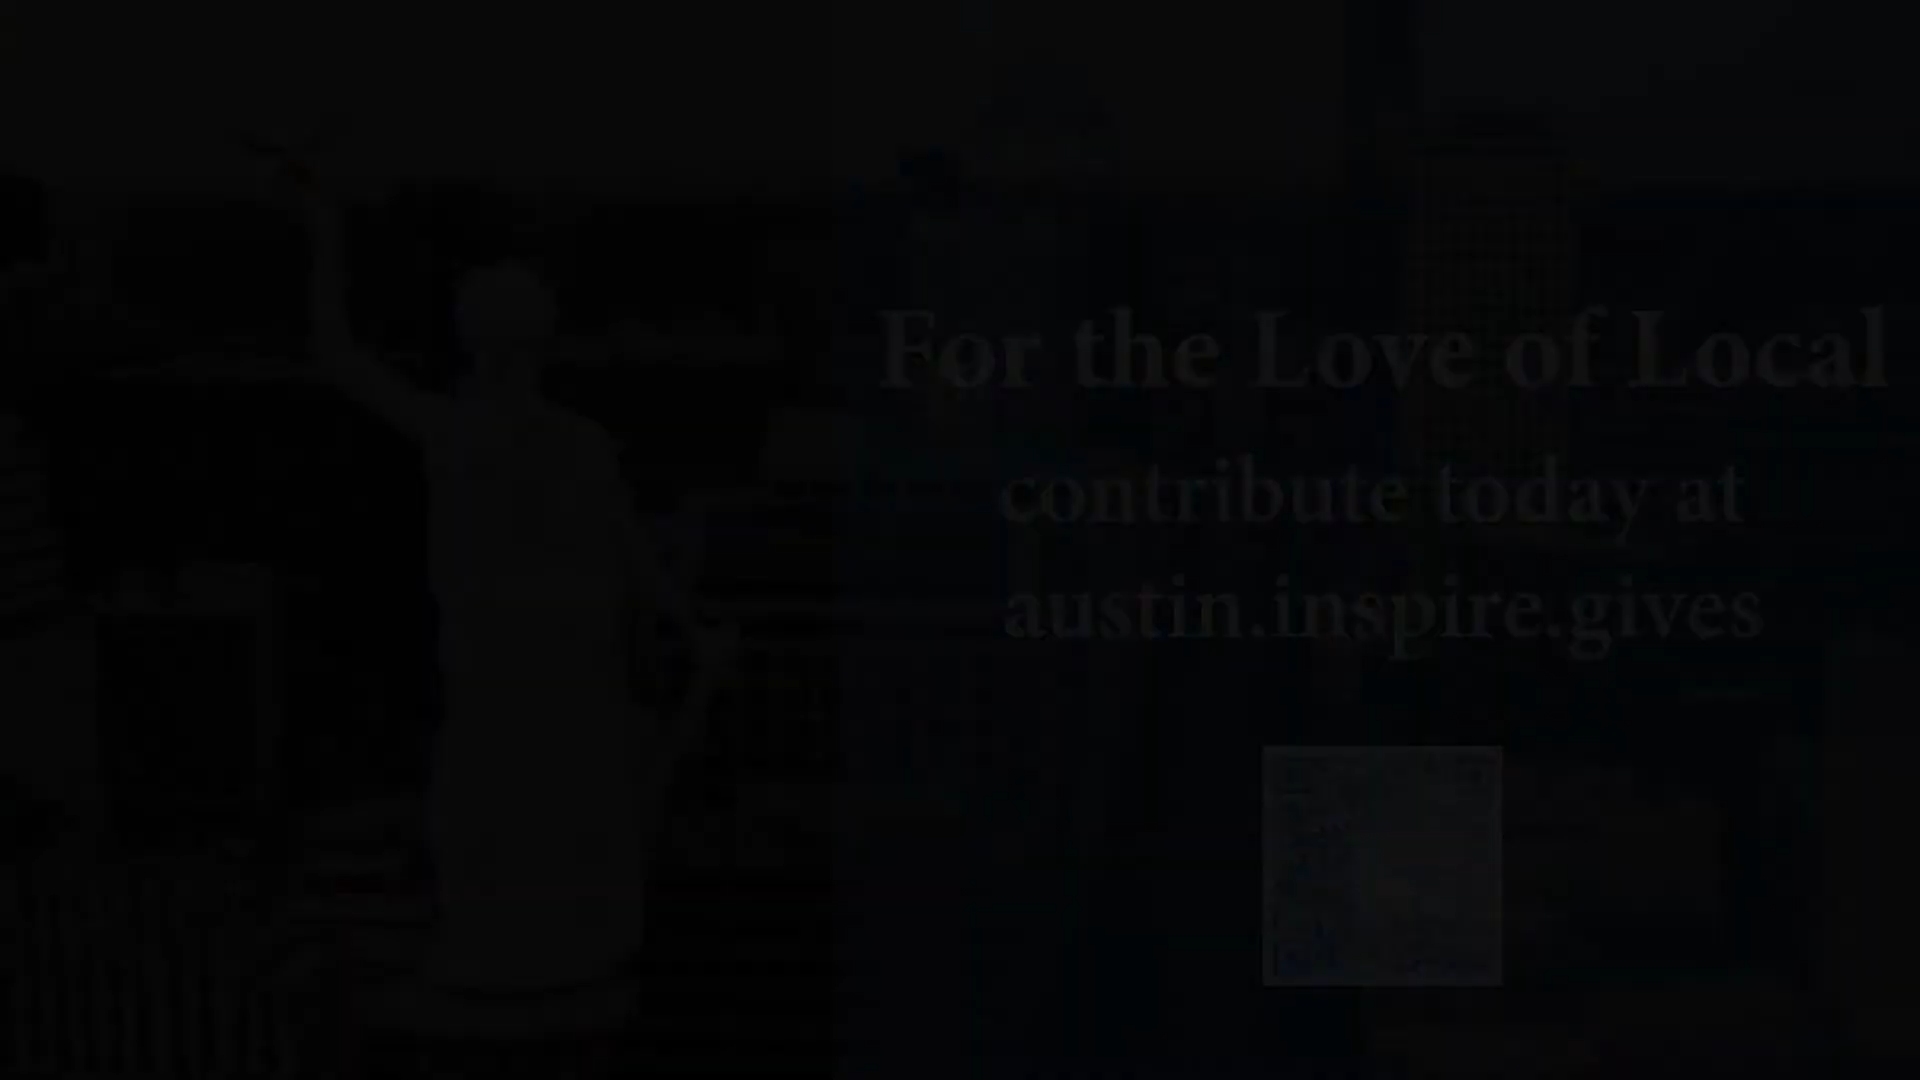 For the Love of Local
contribute today at
austin.inspire.gives